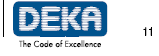 DEKA
11
The Code of Excellence